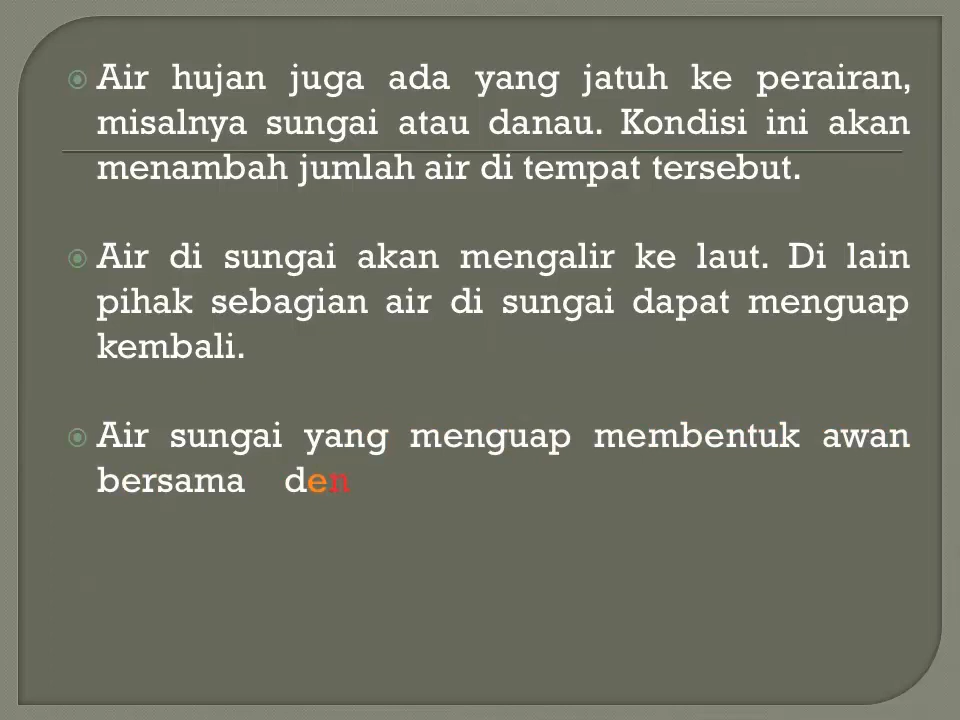 Air hujan juga ada yang jatuh ke perairan,
misalnya sungai atau danau. Kondisi ini akan
menambah jumlah air di tempat tersebut.
Air di sungai akan mengalir ke laut. Di lain
pihak sebagian air di sungai dapat menguap
kembali.
Air sungai yang menguap membentuk awan
bersama den